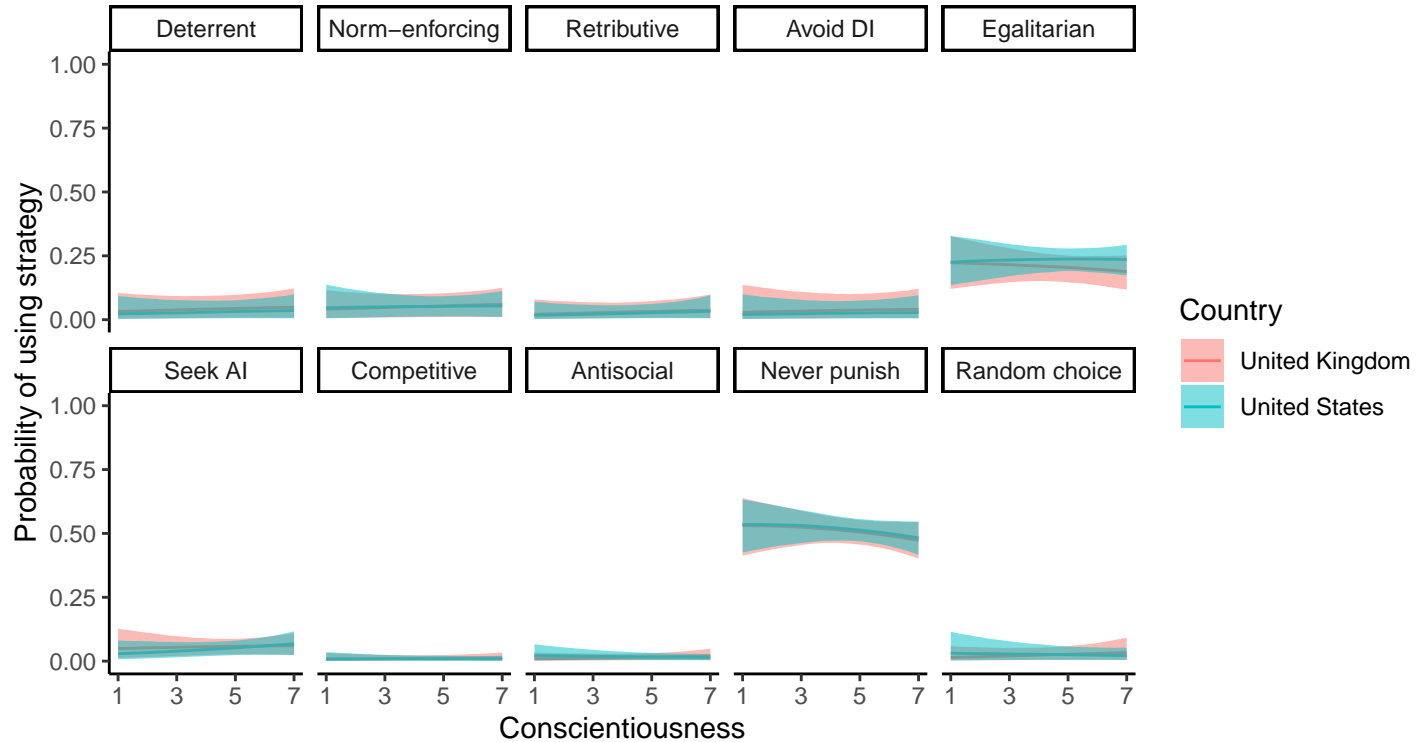 Deterrent
Norm−enforcing
Retributive
Avoid DI
Egalitarian
1.00
0.75
0.50
0.25
0.00
Seek AI
Competitive
Antisocial
Never punish
Random choice
1.00
0.75
0.50
0.25
0.00
1 3 5 7
1 3 5 7
1 3 5 7
1 3 5 7
1 3 5 7
Conscientiousness
Probability of using strategy
Country
United Kingdom
United States